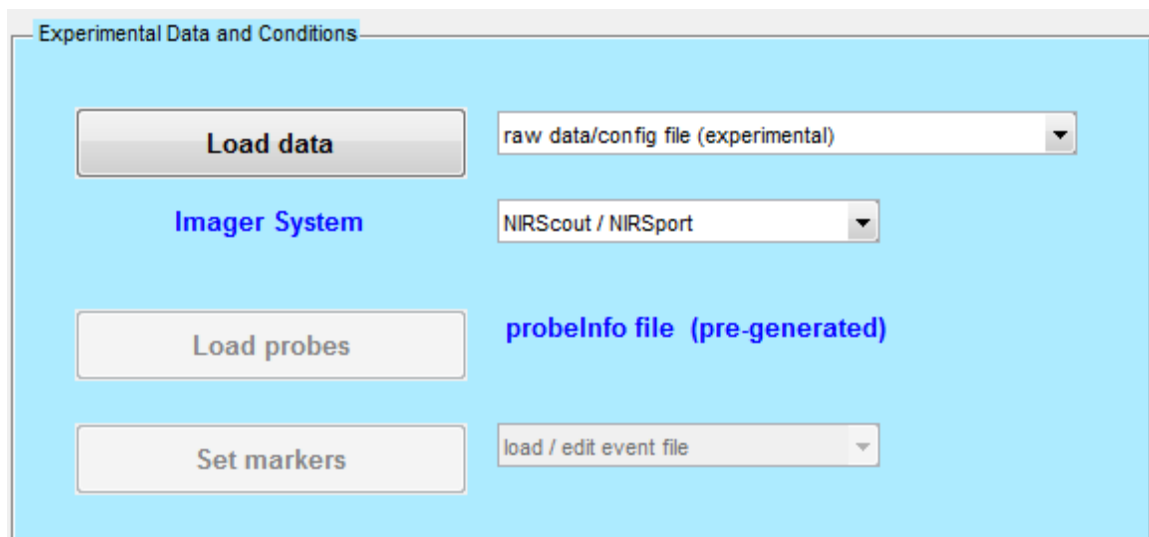 Experimental Data and Conditions
Load data
raw data/config file (experimental)
Imager System
NIRScout / NIRSport
Load probes
probeInfo file (pre-generated)
Set markers
load / edit event file